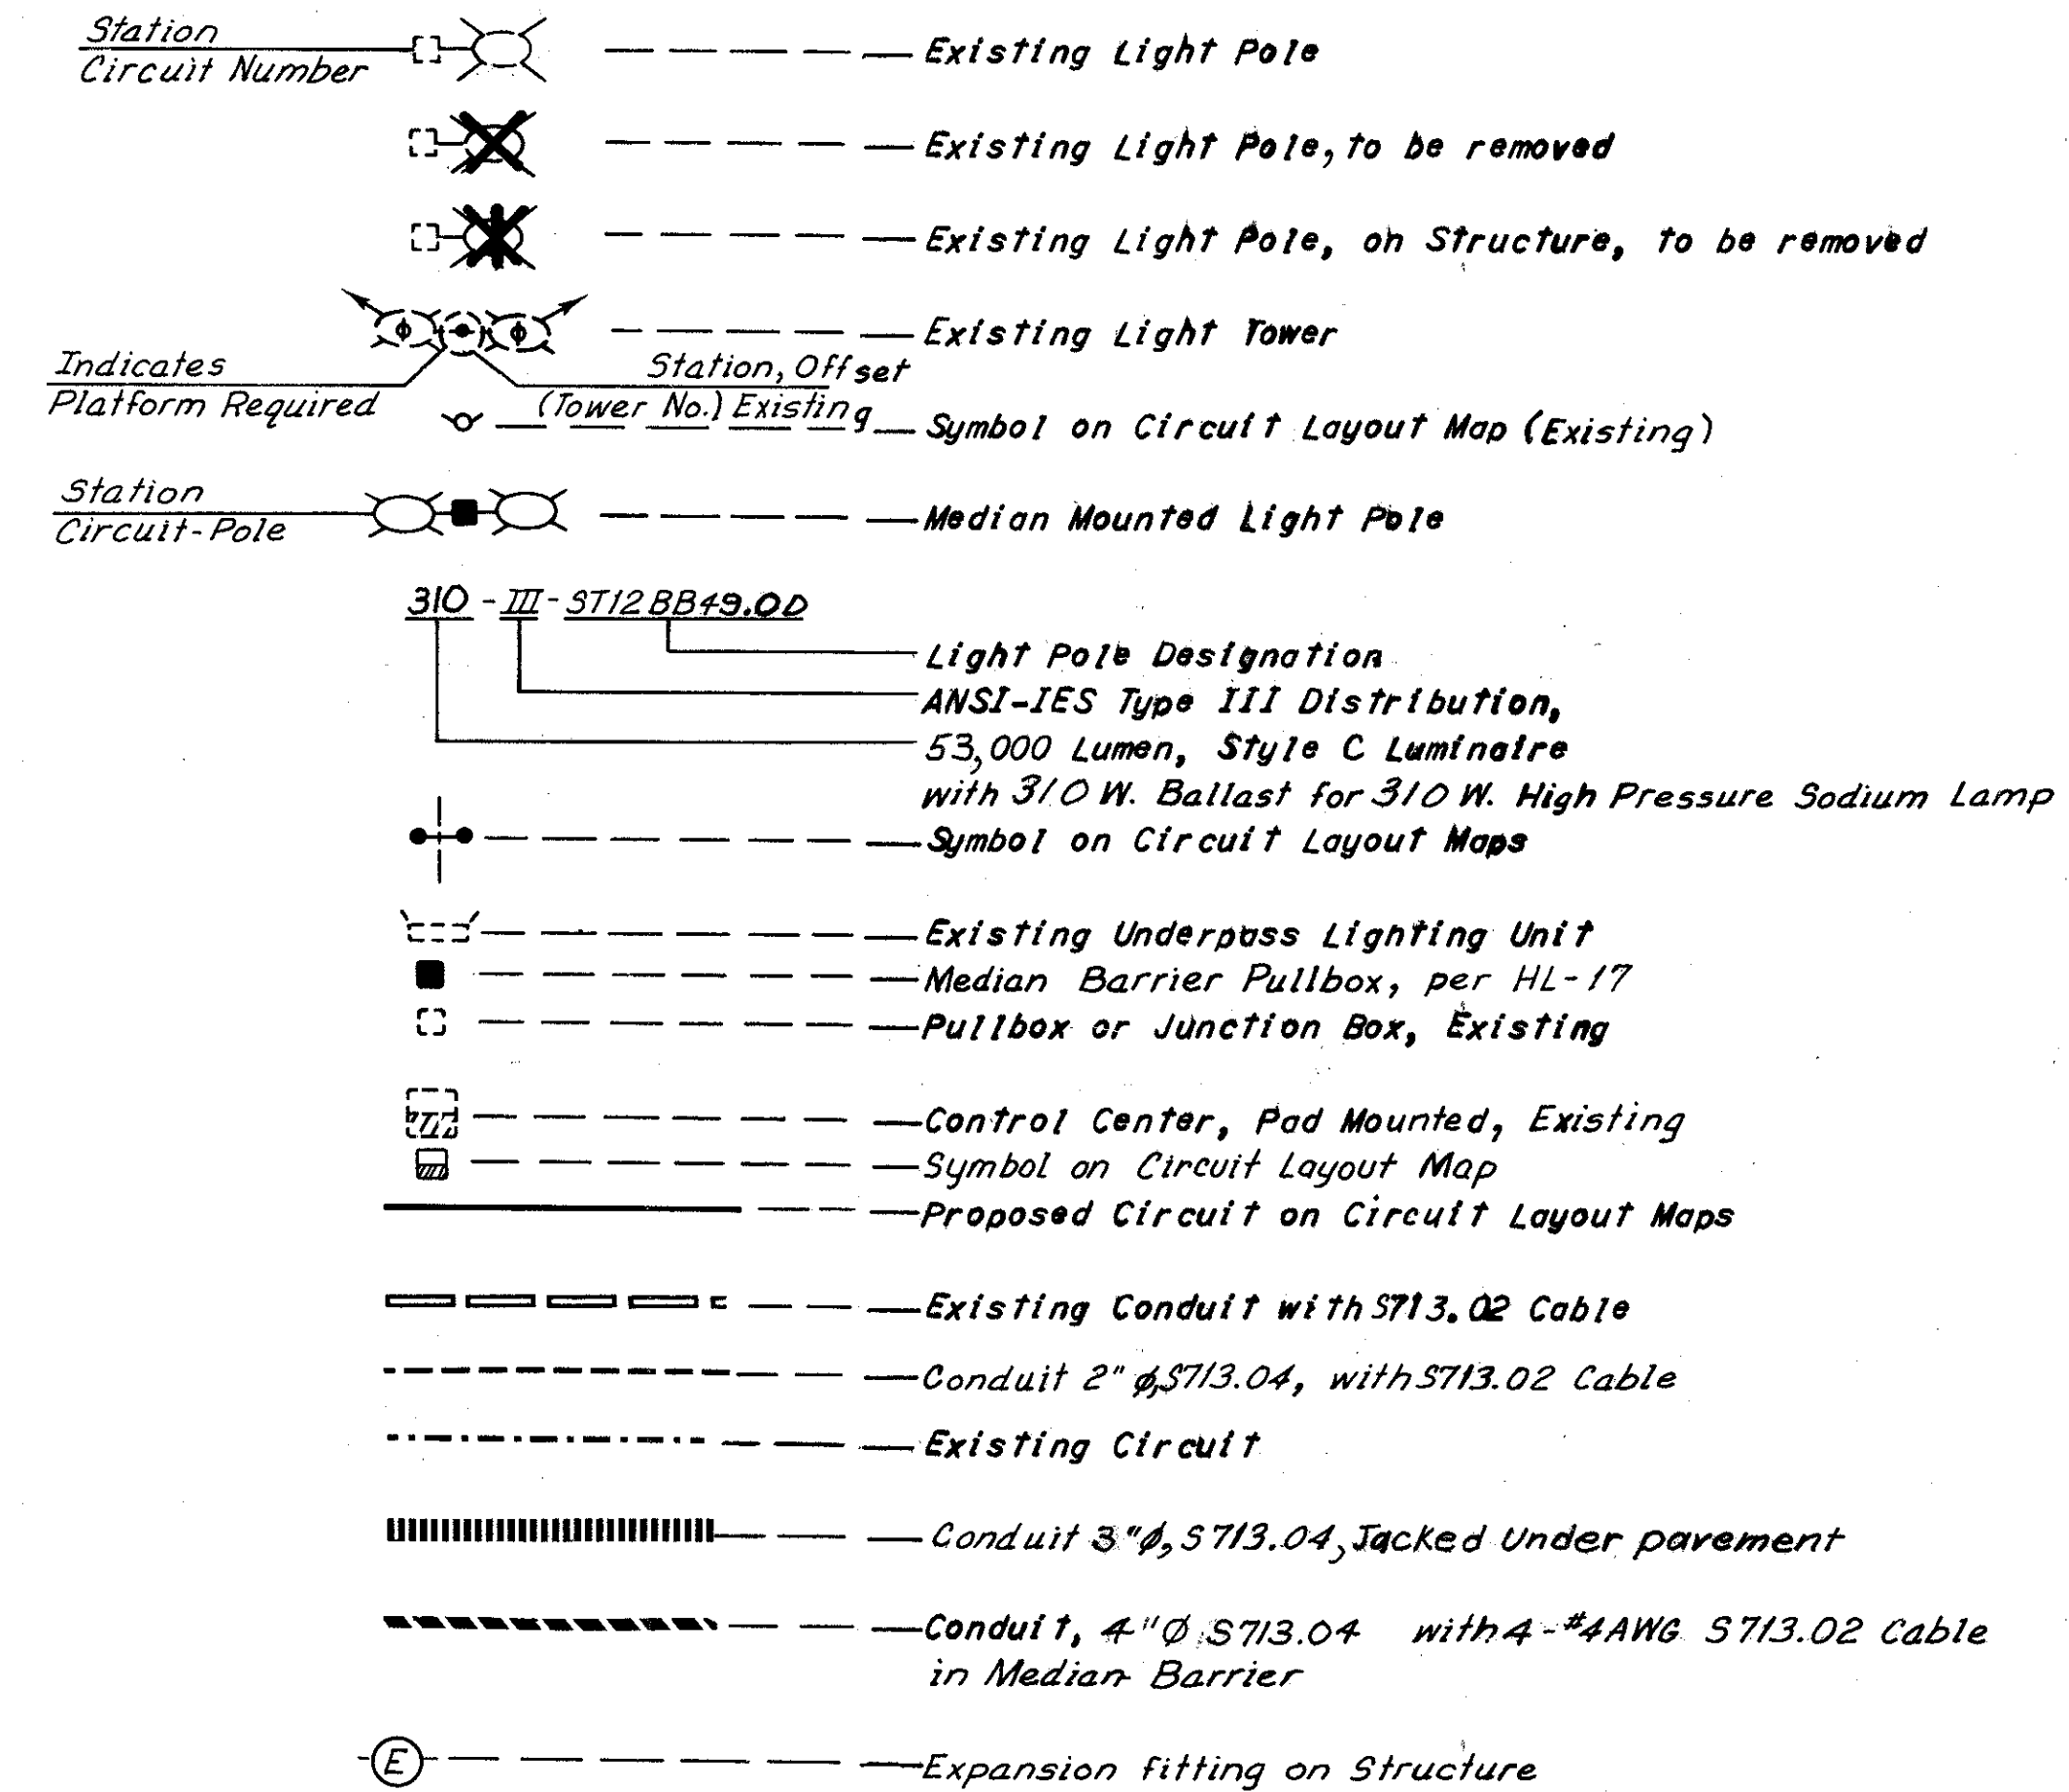 Station
Circuit Number
Existing Light Pole
Existing Light Pole, to be removed
Existing Light Pole, on Structure, to be removed
Existing Light Tower
Indicates
Platform Required
Station, Offset
(Tower No.) Existing
Symbol on Circuit Layout Map (Existing)
Station
Circuit-Pole
Median Mounted Light Pole
310 - III - ST12BB49.0D
Light Pole Designation
ANSI-IES Type III Distribution,
53,000 Lumen, Style C Luminaire
with 310 W. Ballast for 310 W. High Pressure Sodium Lamp
Symbol on Circuit Layout Maps
Existing Underpass Lighting Unit
Median Barrier Pullbox, per HL-17
Pullbox or Junction Box, Existing
Control Center, Pad Mounted, Existing
Symbol on Circuit Layout Map
Proposed Circuit on Circuit Layout Maps
Existing Conduit with S713.02 Cable
Conduit 2" ϕ, S713.04, with S713.02 Cable
Existing Circuit
Conduit 3"ϕ, S713.04, Jacked Under pavement
Conduit, 4"Ø S713.04 with 4-#4AWG S713.02 Cable
in Median Barrier
E
Expansion fitting on Structure